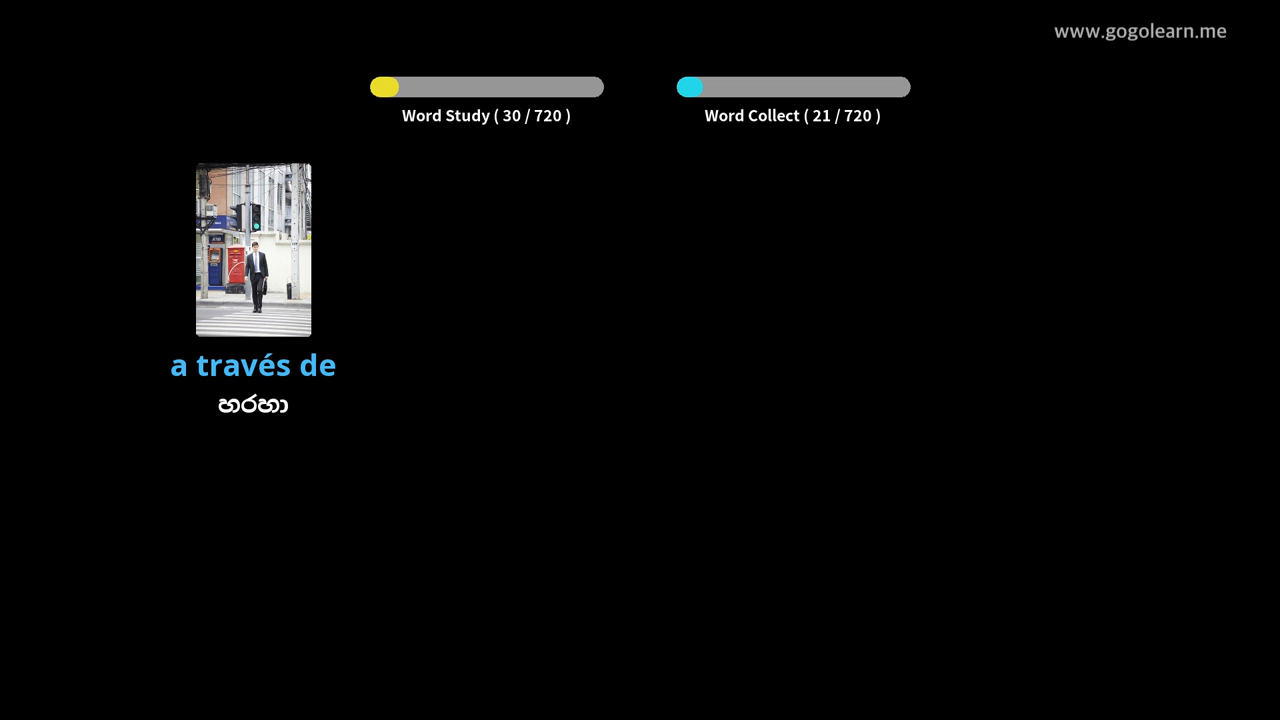 www.gogolearn.me
Word Study ( 30 / 720 )
Word Collect ( 21 / 720 )
a través de
හරහා